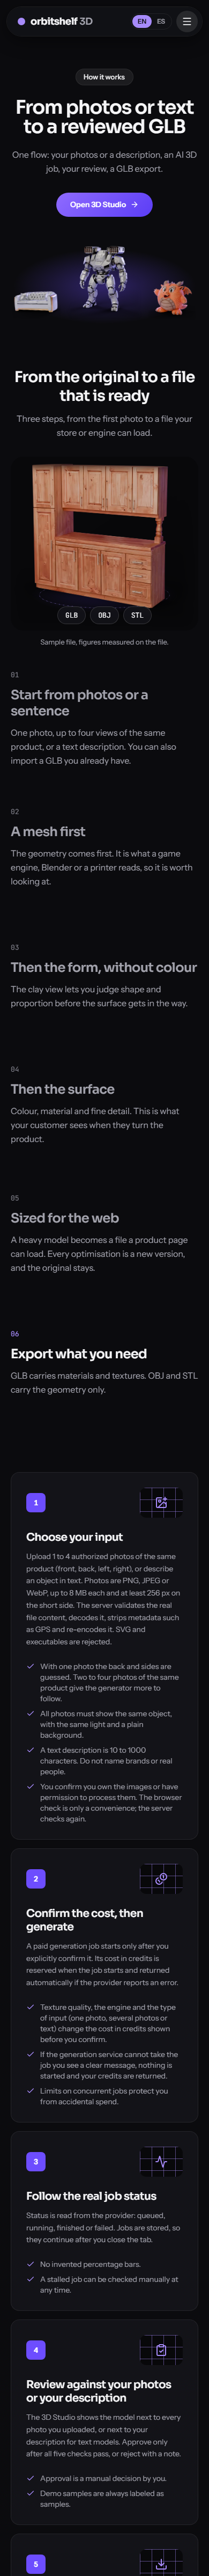 orbitshelf 3D
EN ES
How it works
From photos or text
to a reviewed GLB
One flow: your photos or a description, an AI 3D
job, your review, a GLB export.
Open 3D Studio →
From the original to a file
that is ready
Three steps, from the first photo to a file your
store or engine can load.
GLB OBJ STL
Sample file, figures measured on the file.
01
Start from photos or a
sentence
One photo, up to four views of the same
product, or a text description. You can also
import a GLB you already have.
02
A mesh first
The geometry comes first. It is what a game
engine, Blender or a printer reads, so it is worth
looking at.
03
Then the form, without colour
The clay view lets you judge shape and
proportion before the surface gets in the way.
04
Then the surface
Colour, material and fine detail. This is what
your customer sees when they turn the
product.
05
Sized for the web
A heavy model becomes a file a product page
can load. Every optimisation is a new version,
and the original stays.
06
Export what you need
GLB carries materials and textures. OBJ and STL
carry the geometry only.
1
Choose your input
Upload 1 to 4 authorized photos of the same
product (front, back, left, right), or describe
an object in text. Photos are PNG, JPEG or
WebP, up to 8 MB each and at least 256 px on
the short side. The server validates the real
file content, decodes it, strips metadata such
as GPS and re-encodes it. SVG and
executables are rejected.
With one photo the back and sides are
guessed. Two to four photos of the same
product give the generator more to
follow.
All photos must show the same object,
with the same light and a plain
background.
A text description is 10 to 1000
characters. Do not name brands or real
people.
You confirm you own the images or have
permission to process them. The browser
check is only a convenience; the server
checks again.
2
Confirm the cost, then
generate
A paid generation job starts only after you
explicitly confirm it. Its cost in credits is
reserved when the job starts and returned
automatically if the provider reports an error.
Texture quality, the engine and the type
of input (one photo, several photos or
text) change the cost in credits shown
before you confirm.
If the generation service cannot take the
job you see a clear message, nothing is
started and your credits are returned.
Limits on concurrent jobs protect you
from accidental spend.
3
Follow the real job status
Status is read from the provider: queued,
running, finished or failed. Jobs are stored, so
they continue after you close the tab.
No invented percentage bars.
A stalled job can be checked manually at
any time.
4
Review against your photos
or your description
The 3D Studio shows the model next to every
photo you uploaded, or next to your
description for text models. Approve only
after all five checks pass, or reject with a note.
Approval is a manual decision by you.
Demo samples are always labeled as
samples.
5